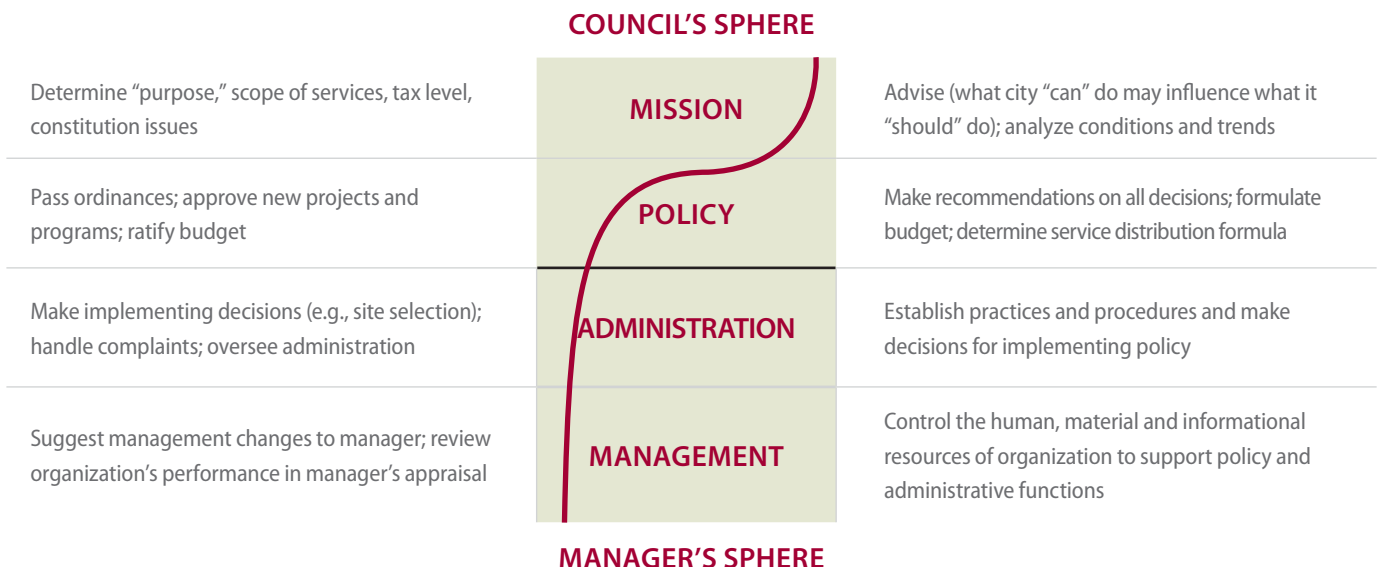 COUNCIL’S SPHERE
Determine “purpose,” scope of services, tax level,
constitution issues
MISSION
Advise (what city “can” do may influence what it
“should” do); analyze conditions and trends
Pass ordinances; approve new projects and
programs; ratify budget
POLICY
Make recommendations on all decisions; formulate
budget; determine service distribution formula
Make implementing decisions (e.g., site selection);
handle complaints; oversee administration
ADMINISTRATION
Establish practices and procedures and make
decisions for implementing policy
Suggest management changes to manager; review
organization’s performance in manager’s appraisal
MANAGEMENT
Control the human, material and informational
resources of organization to support policy and
administrative functions
MANAGER’S SPHERE